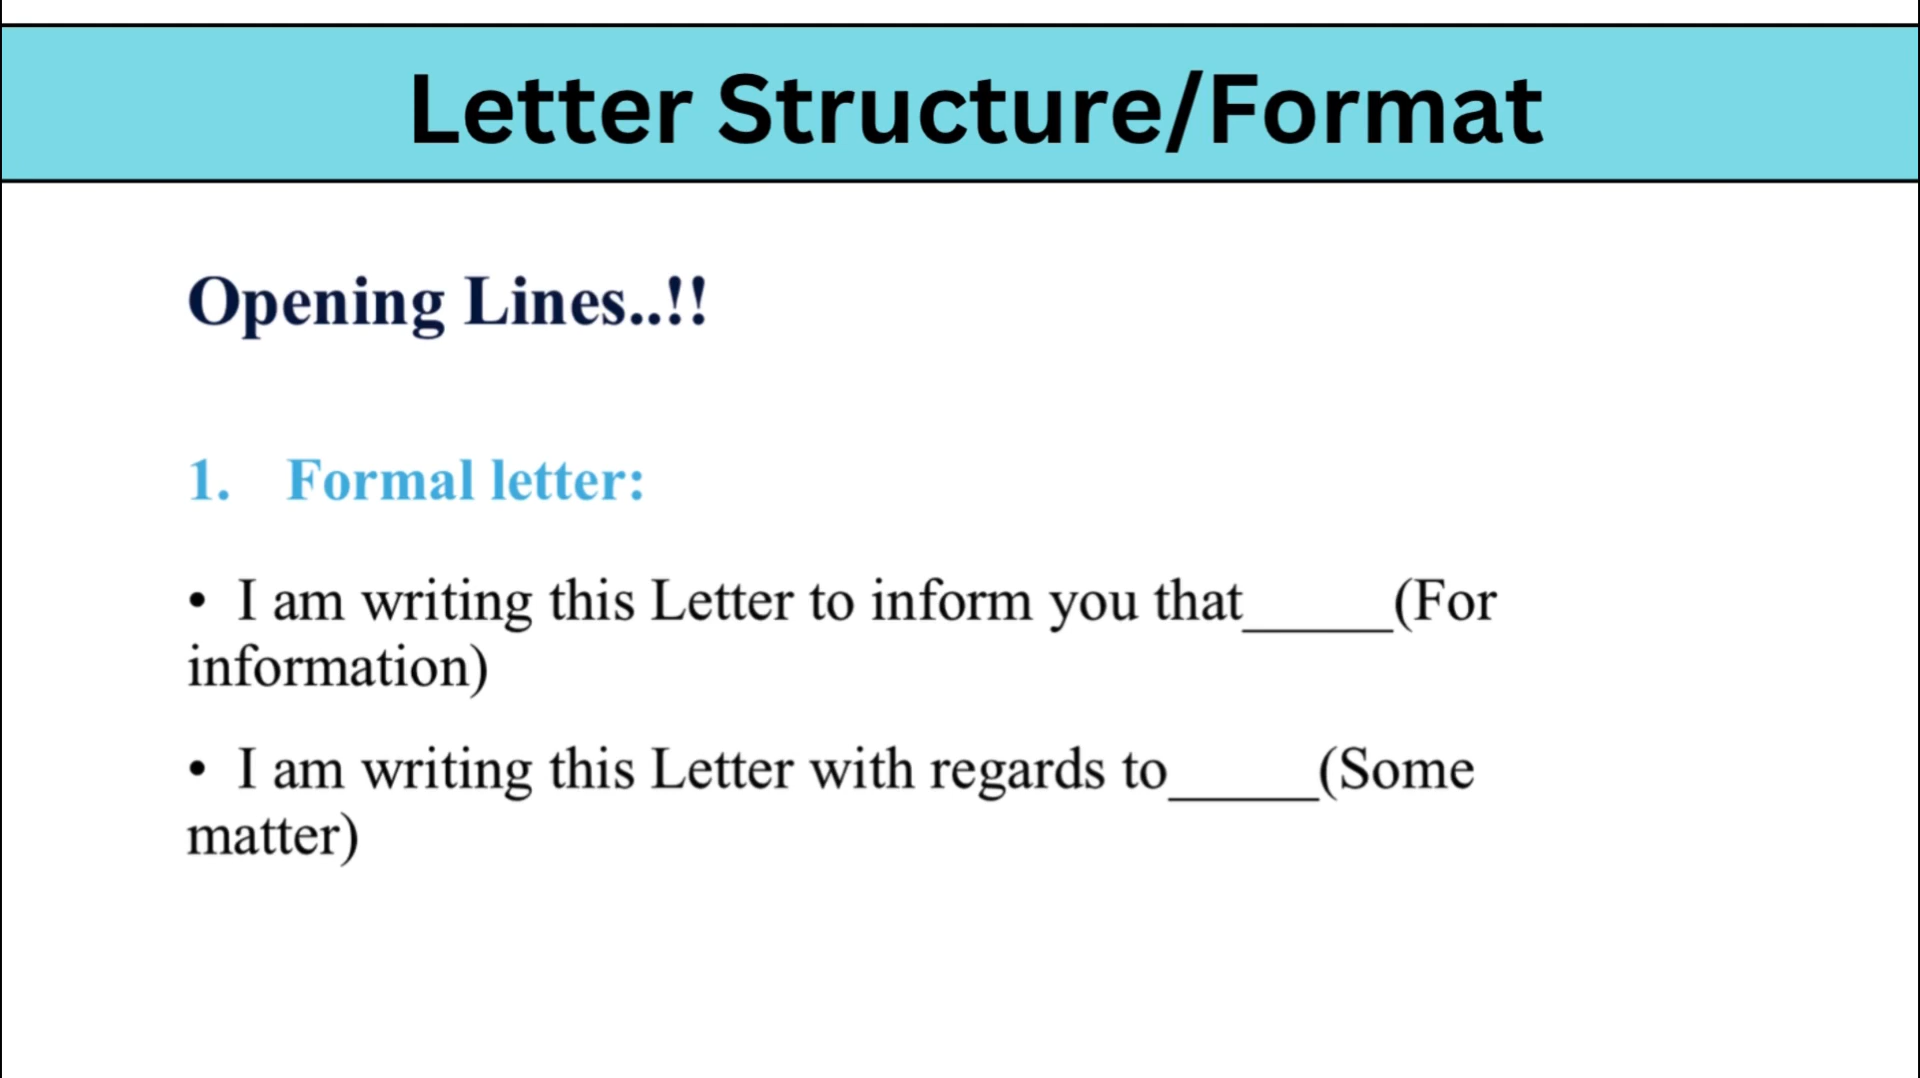 Letter Structure/Format
Opening Lines..!!
1. Formal letter:
• I am writing this Letter to inform you that_____(For
information)
• I am writing this Letter with regards to_____(Some
matter)